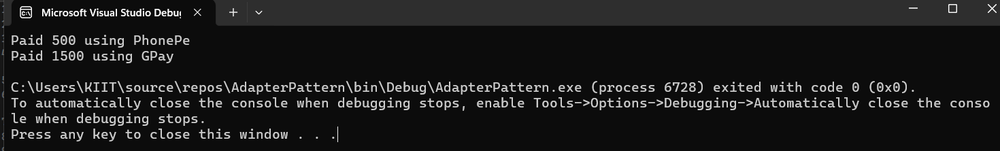 Microsoft Visual Studio Debu
Paid 500 using PhonePe
Paid 1500 using GPay
C:\Users\KIIT\source\repos\AdapterPattern\bin\Debug\AdapterPattern.exe (process 6728) exited with code 0 (0x0).
To automatically close the console when debugging stops, enable Tools->Options->Debugging->Automatically close the conso
le when debugging stops.
Press any key to close this window . . .